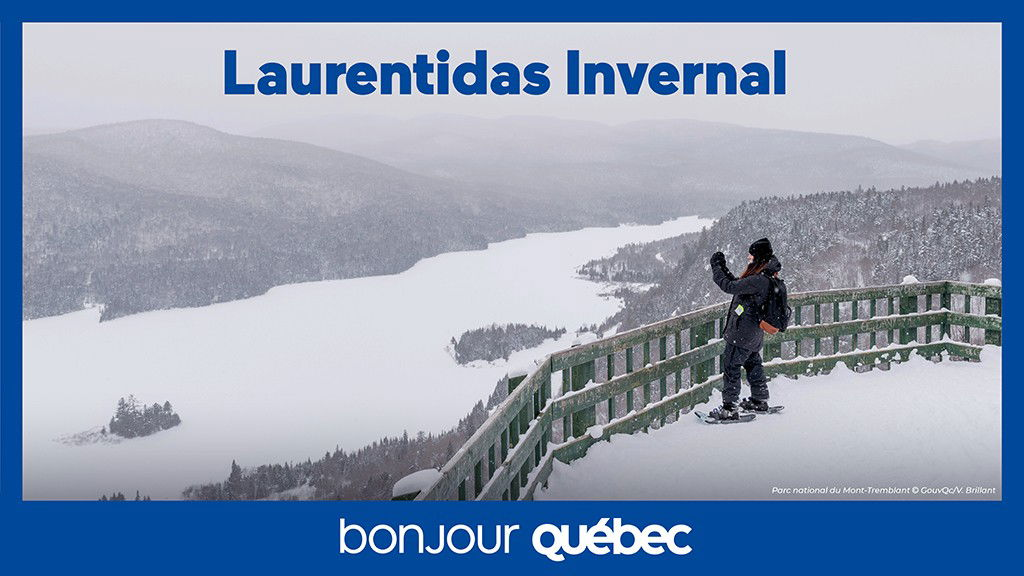 Laurentidas Invernal
Parc national du Mont-Tremblant © GouvQc/V. Brillant
bonjour québec